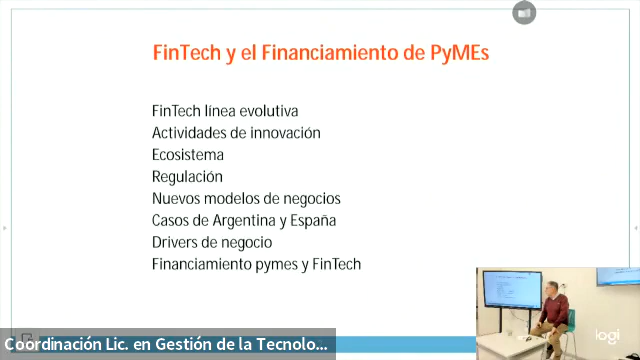 FinTech y el Financiamiento de PyMEs
FinTech línea evolutiva
Actividades de innovación
Ecosistema
Regulación
Nuevos modelos de negocios
Casos de Argentina y España
Drivers de negocio
Financiamiento pymes y FinTech
logi
Coordinación Lic. en Gestión de la Tecnolo...